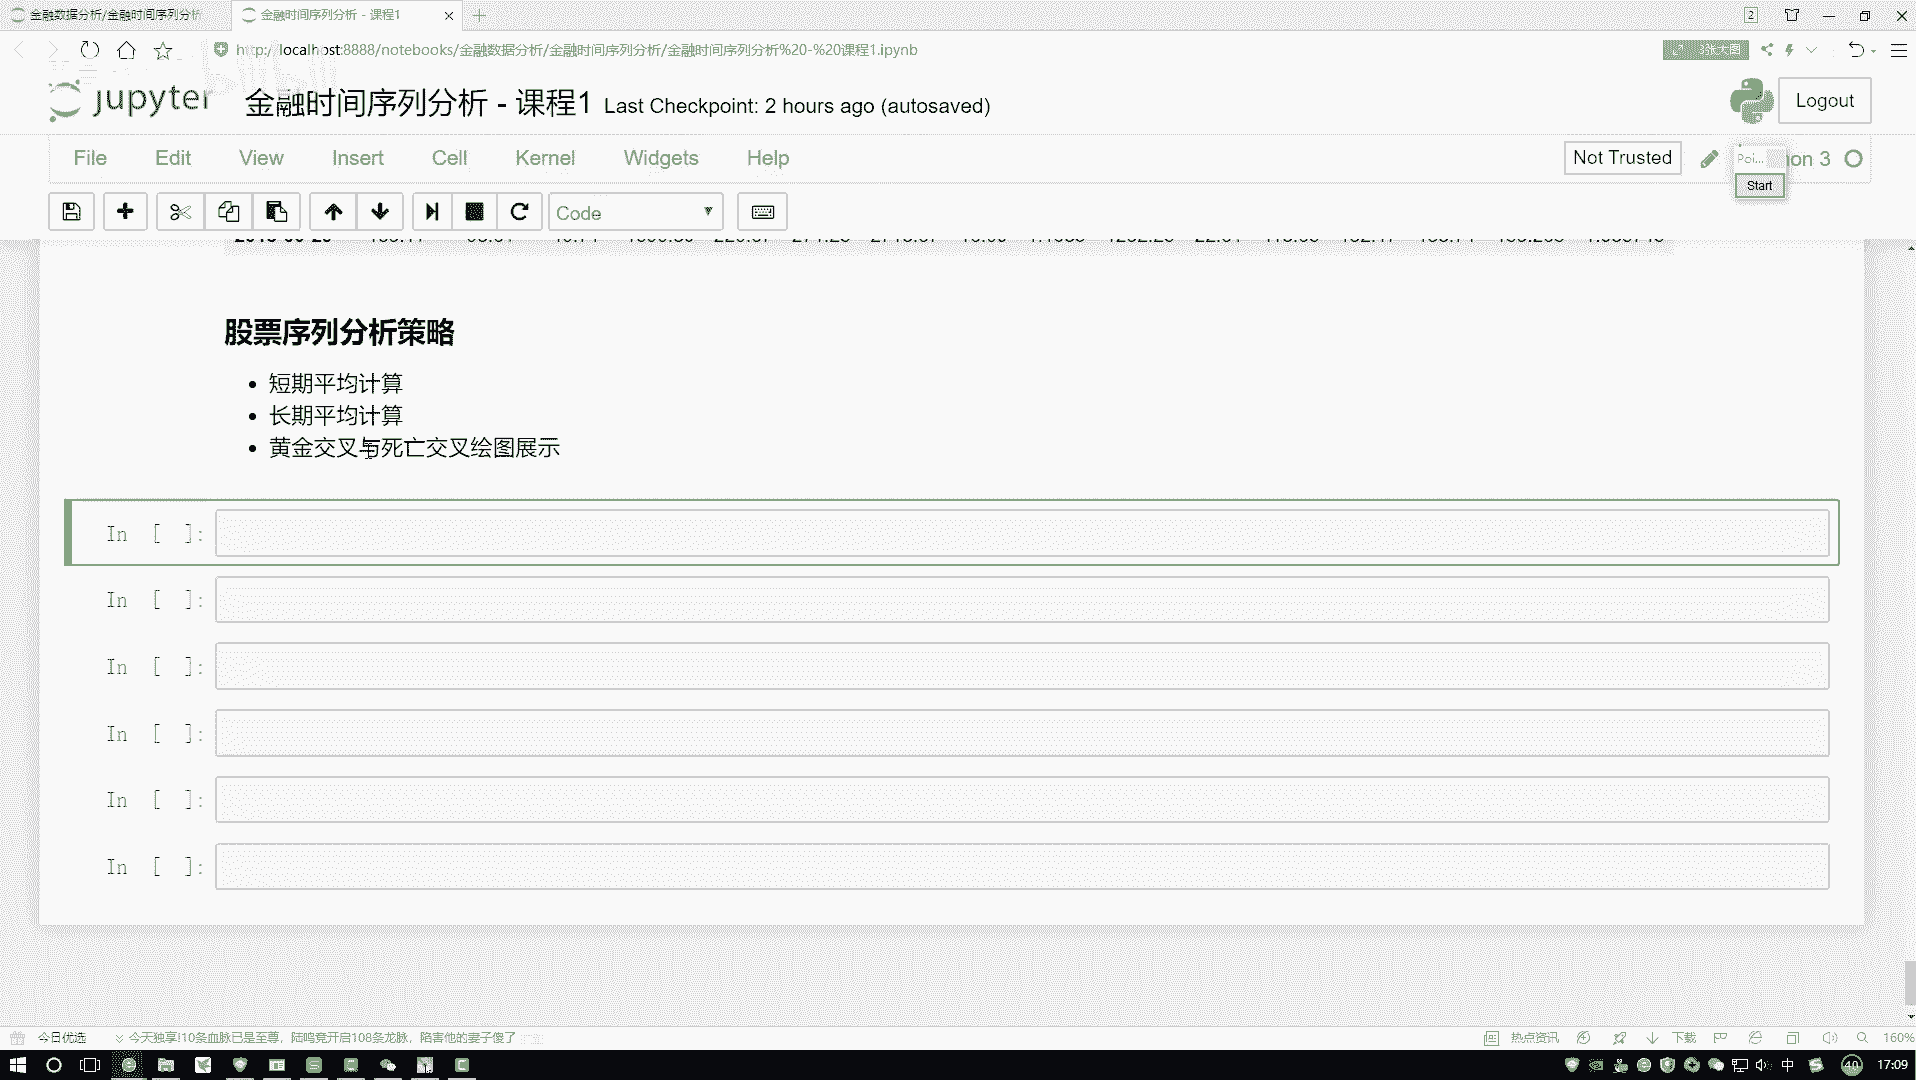 金融数据分析/金融时间序列分析
金融时间序列分析 - 课程1
2
http://localhost:8888/notebooks/金融数据分析/金融时间序列分析/金融时间序列分析%20-%20课程1.ipynb
3张大图
jupyter 金融时间序列分析 - 课程1 Last Checkpoint: 2 hours ago (autosaved)
Logout
File Edit View Insert Cell Kernel Widgets Help
Not Trusted
Poi... on 3
Start
Code
股票序列分析策略
• 短期平均计算
• 长期平均计算
• 黄金交叉与死亡交叉绘图展示
In [ ]:
In [ ]:
In [ ]:
In [ ]:
In [ ]:
In [ ]:
今日优选 今天独享!10条血脉已是至尊，陆鸣竟开启108条龙脉，陷害他的妻子傻了
热点资讯 下载 160%
中 40 17:09